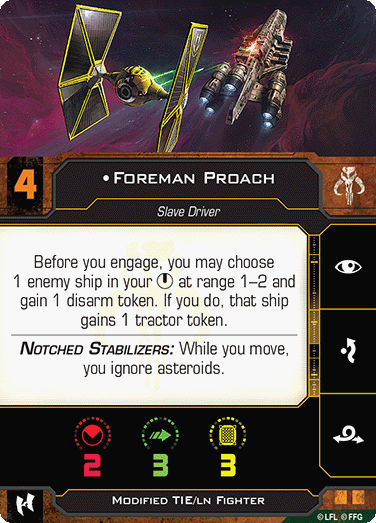 4
•Foreman Proach
Slave Driver
Before you engage, you may choose
1 enemy ship in your at range 1–2 and
gain 1 disarm token. If you do, that ship
gains 1 tractor token.
Notched Stabilizers: While you move,
you ignore asteroids.
2 3 3
Modified TIE/ln Fighter
© LFL © FFG